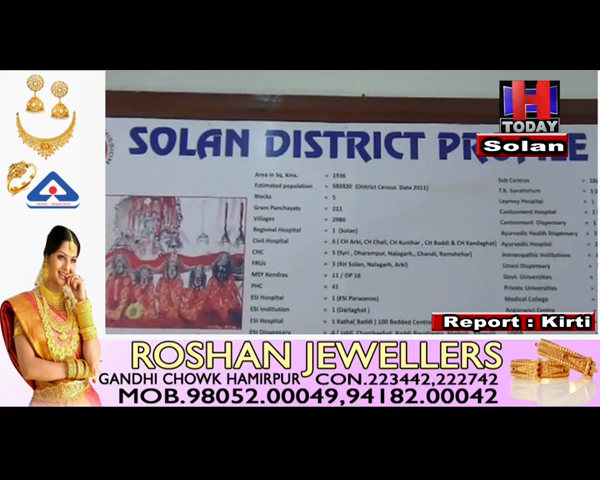 H
TODAY
Solan
SOLAN DISTRICT PROFILE
Area in Sq. Kms. = 1936
Estimated population = 580320 (District Census Data 2011)
Blocks = 5
Gram Panchayats = 211
Villages = 2986
Regional Hospital = 1 (Solan)
Civil Hospital = 5 ( CH Arki, CH Chail, CH Kunihar , CH Baddi & CH Kandaghat)
CHC = 5 (Syri , Dharampur, Nalagarh,, Chandi, Ramshehar)
FRUs = 3 (RH Solan, Nalagarh, Arki)
MSY Kendras = 11 / OP 16
PHC = 41
ESI Hospital = 1 (ESI Parwanoo)
ESI Institution = 1 (Darlaghat )
ESI Hospital = 1 Katha( Baddi ) 100 Bedded
ESI Dispensary
Sub Centres
T.B. Sanatorium
Leprosy Hospital
Cantonment Hospital
Cantonment Dispensary
Ayurvedic Health Dispensary
Ayurvedic Hospital
Homeopathic Institutions
Unani Dispensary
Govt. Universities
Private Universities
Medical College
Report : Kirti
ROSHAN JEWELLERS
GANDHI CHOWK HAMIRPUR CON.223442,222742
MOB.98052.00049,94182.00042